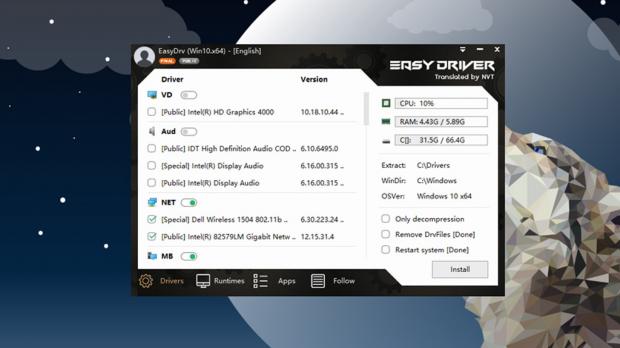 EasyDrv (Win10.x64) - [English]
FINAL PUBLIC
EASY DRIVER
Translated by NVT
Driver Version
VD
[Public] Intel(R) HD Graphics 4000 10.18.10.44 ..
Aud
[Public] IDT High Definition Audio COD .. 6.10.6495.0
[Special] Intel(R) Display Audio 6.16.00.315 ..
[Public] Intel(R) Display Audio 6.16.00.315 ..
NET
[Special] Dell Wireless 1504 802.11b .. 6.30.223.24 ..
[Public] Intel(R) 82579LM Gigabit Netw .. 12.15.31.4
MB
CPU: 10%
RAM: 4.43G / 5.89G
C[]: 31.5G / 66.4G
Extract: C:\Drivers
WinDir: C:\Windows
OSVer: Windows 10 x64
Only decompression
Remove DrvFiles [Done]
Restart system [Done]
Install
Drivers Runtimes Apps Follow